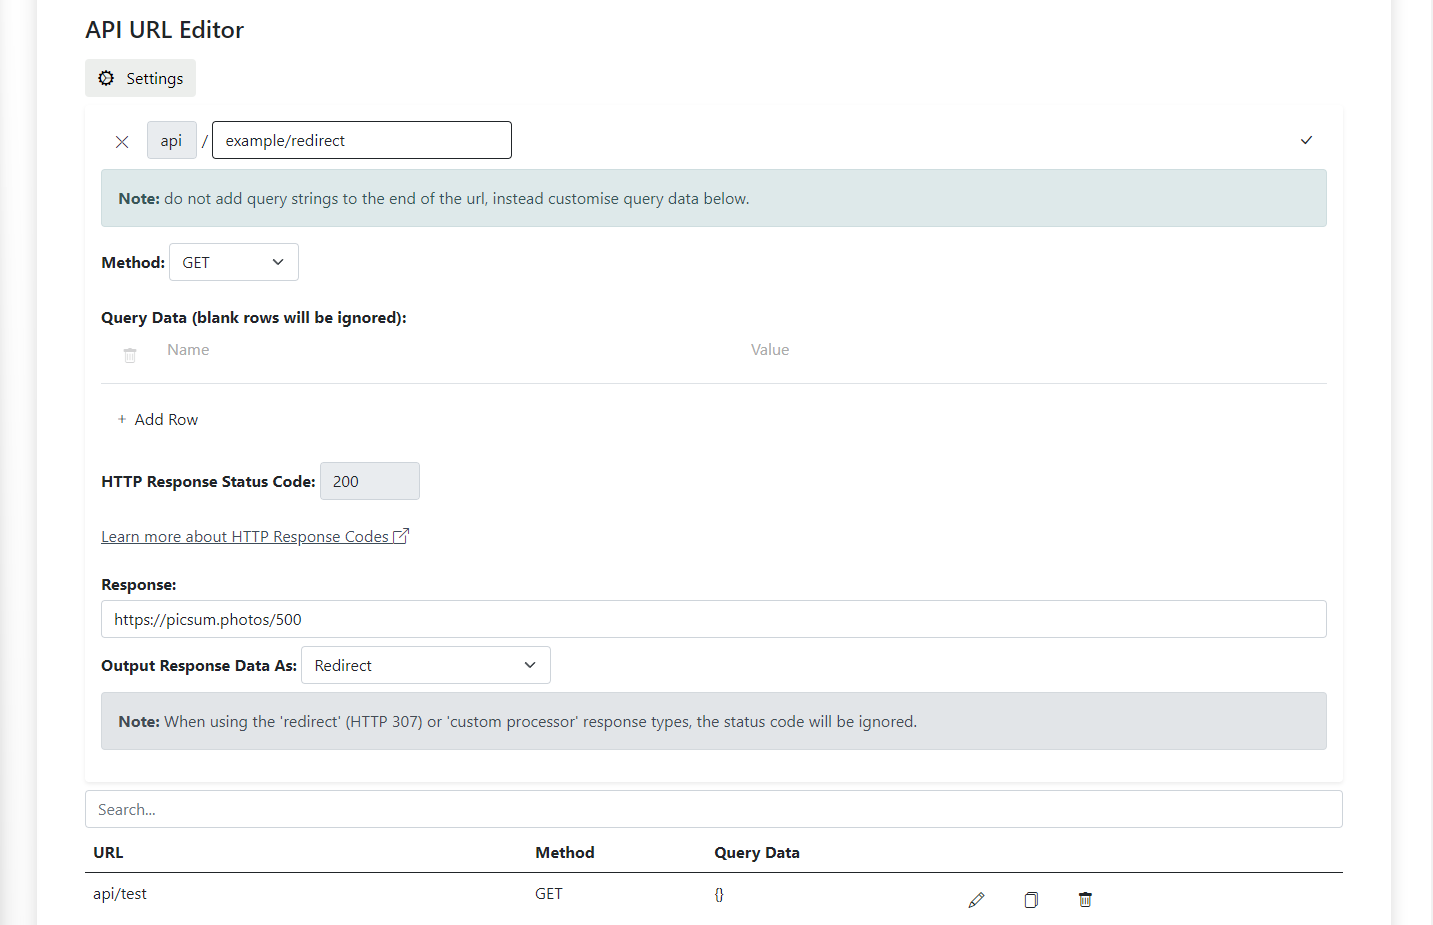 API URL Editor
Settings
api / example/redirect
Note: do not add query strings to the end of the url, instead customise query data below.
Method: GET
Query Data (blank rows will be ignored):
Name Value
+ Add Row
HTTP Response Status Code: 200
Learn more about HTTP Response Codes
Response:
https://picsum.photos/500
Output Response Data As: Redirect
Note: When using the 'redirect' (HTTP 307) or 'custom processor' response types, the status code will be ignored.
Search...
URL Method Query Data
api/test GET {}